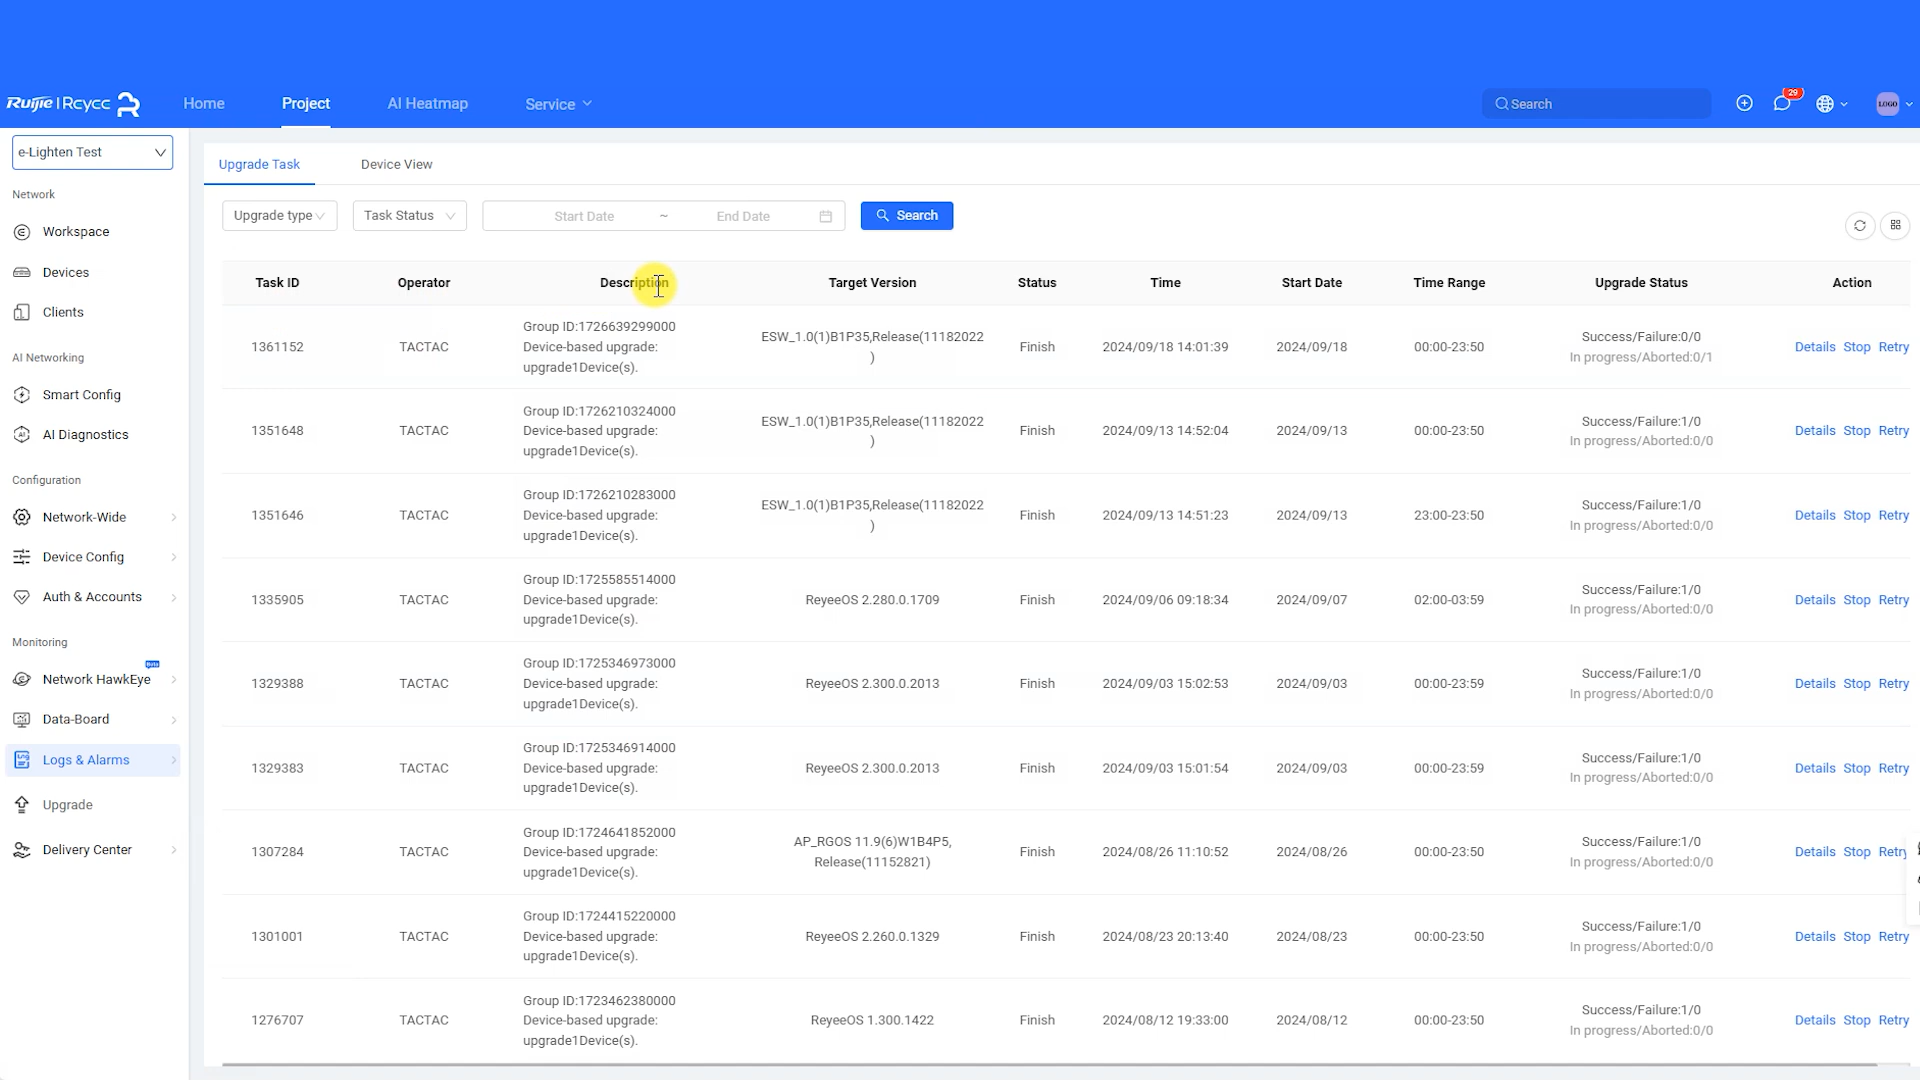 Ruijie | Rcycc Home Project AI Heatmap Service Search 29 LOGO
e-Lighten Test
Network
Workspace
Devices
Clients
AI Networking
Smart Config
AI Diagnostics
Configuration
Network-Wide
Device Config
Auth & Accounts
Monitoring
Beta
Network HawkEye
Data-Board
Logs & Alarms
Upgrade
Delivery Center
Upgrade Task Device View
Upgrade type Task Status Start Date ~ End Date Search
Task ID Operator Description Target Version Status Time Start Date Time Range Upgrade Status Action
1361152 TACTAC
Group ID:1726639299000
Device-based upgrade:
upgrade1Device(s).
ESW_1.0(1)B1P35,Release(11182022
)
Finish 2024/09/18 14:01:39 2024/09/18 00:00-23:50
Success/Failure:0/0
In progress/Aborted:0/1
Details Stop Retry
1351648 TACTAC
Group ID:1726210324000
Device-based upgrade:
upgrade1Device(s).
ESW_1.0(1)B1P35,Release(11182022
)
Finish 2024/09/13 14:52:04 2024/09/13 00:00-23:50
Success/Failure:1/0
In progress/Aborted:0/0
Details Stop Retry
1351646 TACTAC
Group ID:1726210283000
Device-based upgrade:
upgrade1Device(s).
ESW_1.0(1)B1P35,Release(11182022
)
Finish 2024/09/13 14:51:23 2024/09/13 23:00-23:50
Success/Failure:1/0
In progress/Aborted:0/0
Details Stop Retry
1335905 TACTAC
Group ID:1725585514000
Device-based upgrade:
upgrade1Device(s).
ReyeeOS 2.280.0.1709
Finish 2024/09/06 09:18:34 2024/09/07 02:00-03:59
Success/Failure:1/0
In progress/Aborted:0/0
Details Stop Retry
1329388 TACTAC
Group ID:1725346973000
Device-based upgrade:
upgrade1Device(s).
ReyeeOS 2.300.0.2013
Finish 2024/09/03 15:02:53 2024/09/03 00:00-23:59
Success/Failure:1/0
In progress/Aborted:0/0
Details Stop Retry
1329383 TACTAC
Group ID:1725346914000
Device-based upgrade:
upgrade1Device(s).
ReyeeOS 2.300.0.2013
Finish 2024/09/03 15:01:54 2024/09/03 00:00-23:59
Success/Failure:1/0
In progress/Aborted:0/0
Details Stop Retry
1307284 TACTAC
Group ID:1724641852000
Device-based upgrade:
upgrade1Device(s).
AP_RGOS 11.9(6)W1B4P5,
Release(11152821)
Finish 2024/08/26 11:10:52 2024/08/26 00:00-23:50
Success/Failure:1/0
In progress/Aborted:0/0
Details Stop Retry
1301001 TACTAC
Group ID:1724415220000
Device-based upgrade:
upgrade1Device(s).
ReyeeOS 2.260.0.1329
Finish 2024/08/23 20:13:40 2024/08/23 00:00-23:50
Success/Failure:1/0
In progress/Aborted:0/0
Details Stop Retry
1276707 TACTAC
Group ID:1723462380000
Device-based upgrade:
upgrade1Device(s).
ReyeeOS 1.300.1422
Finish 2024/08/12 19:33:00 2024/08/12 00:00-23:50
Success/Failure:1/0
In progress/Aborted:0/0
Details Stop Retry